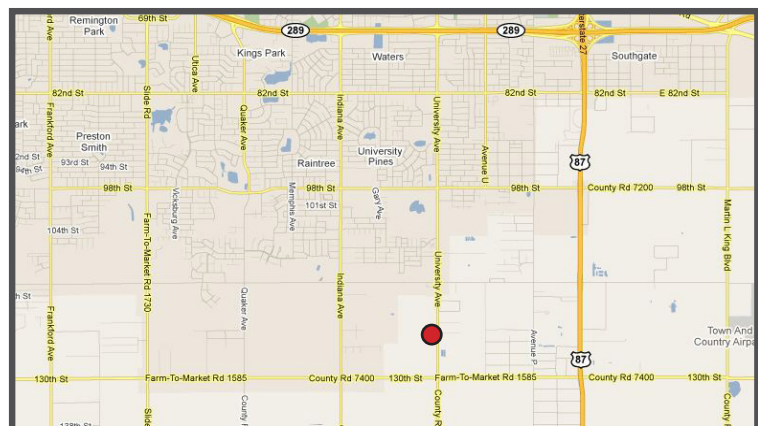 69th St
Remington
Park
289
289
Interstate 27
Kings Park
Waters
Southgate
Utica Ave
82nd St
82nd St
82nd St
E 82nd St
Frankford Ave
Slide Rd
Quaker Ave
Indiana Ave
University Ave
Avenue U
Preston
Smith
93rd St
94th St
Raintree
University
Pines
87
98th St
98th St
98th St
County Rd 7200
98th St
Vicksburg Ave
Memphis Ave
101st St
Gary Ave
104th St
Farm-To-Market Rd 1730
Martin L King Blvd
University Ave
Indiana Ave
Quaker Ave
Frankford Ave
Avenue P
Town And
Country Airpa
87
130th St
Farm-To-Market Rd 1585
County Rd 7400
130th St
Farm-To-Market Rd 1585
County Rd 7400
130th St
138th St